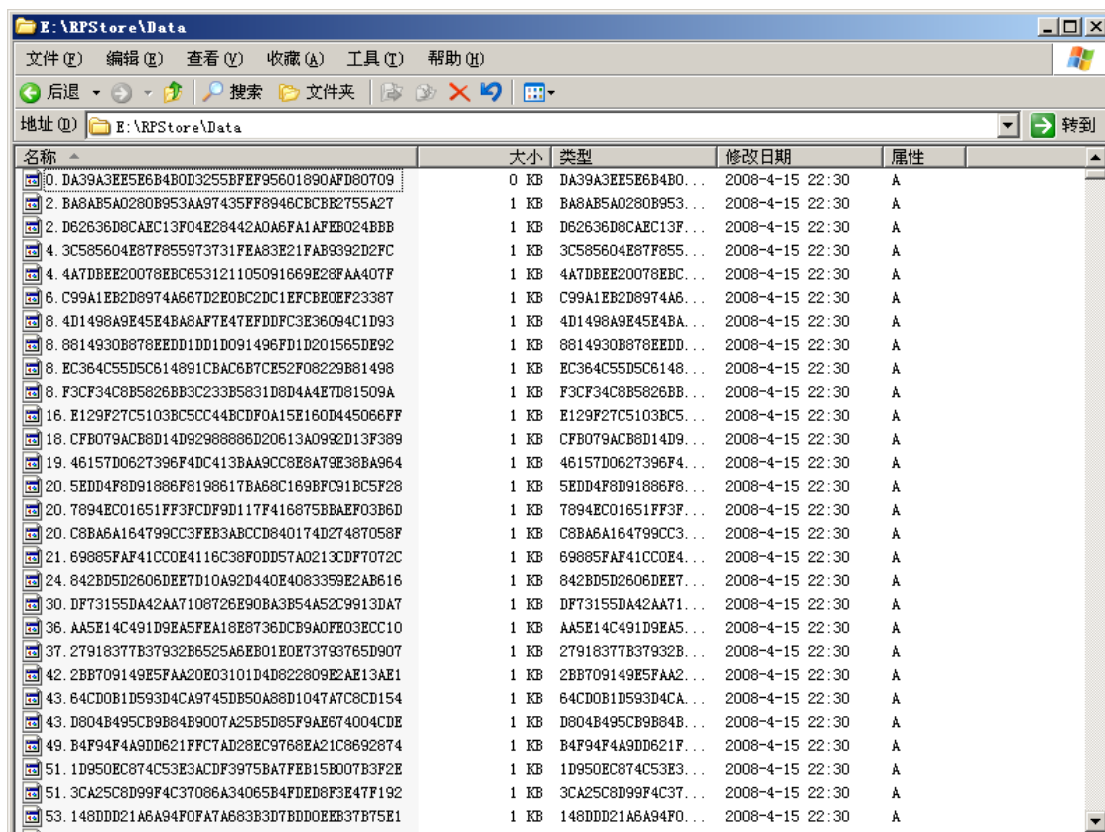 E:\RPStore\Data
文件(F) 编辑(E) 查看(V) 收藏(A) 工具(T) 帮助(H)
后退 搜索 文件夹
地址(D) E:\RPStore\Data 转到
名称 大小 类型 修改日期 属性
0.DA39A3EE5E6B4B0D3255BFEF95601890AFD80709 0 KB DA39A3EE5E6B4B0... 2008-4-15 22:30 A
2.BA8AB5A0280B953AA97435FF8946CBCBB2755A27 1 KB BA8AB5A0280B953... 2008-4-15 22:30 A
2.D62636D8CAEC13F04E28442A0A6FA1AFEB024BBB 1 KB D62636D8CAEC13F... 2008-4-15 22:30 A
4.3C585604E87F855973731FEA83E21FAB9392D2FC 1 KB 3C585604E87F855... 2008-4-15 22:30 A
4.4A7DBEE20078EBC653121105091669E28FAA407F 1 KB 4A7DBEE20078EBC... 2008-4-15 22:30 A
6.C99A1EB2D8974A667D2E0BC2DC1EFCBE0EF23387 1 KB C99A1EB2D8974A6... 2008-4-15 22:30 A
8.4D1498A9E45E4BA8AF7E47EFDDFC3E36094C1D93 1 KB 4D1498A9E45E4BA... 2008-4-15 22:30 A
8.8814930B878EEDD1DD1D091496FD1D201565DE92 1 KB 8814930B878EEDD... 2008-4-15 22:30 A
8.EC364C55D5C614891CBAC6B7CE52F08229B81498 1 KB EC364C55D5C6148... 2008-4-15 22:30 A
8.F3CF34C8B5826BB3C233B5831D8D4A4E7D81509A 1 KB F3CF34C8B5826BB... 2008-4-15 22:30 A
16.E129F27C5103BC5CC44BCDF0A15E160D445066FF 1 KB E129F27C5103BC5... 2008-4-15 22:30 A
18.CFB079ACB8D14D92988886D20613A0992D13F389 1 KB CFB079ACB8D14D9... 2008-4-15 22:30 A
19.46157D0627396F4DC413BAA9CC8E8A79E38BA964 1 KB 46157D0627396F4... 2008-4-15 22:30 A
20.5EDD4F8D91886F8198617BA68C169BFC91BC5F28 1 KB 5EDD4F8D91886F8... 2008-4-15 22:30 A
20.7894EC01651FF3FCDF9D117F416875BBAEF03B6D 1 KB 7894EC01651FF3F... 2008-4-15 22:30 A
20.C8BA6A164799CC3FEB3ABCCD840174D27487058F 1 KB C8BA6A164799CC3... 2008-4-15 22:30 A
21.69885FAF41CC0E4116C38F0DD57A0213CDF7072C 1 KB 69885FAF41CC0E4... 2008-4-15 22:30 A
24.842BD5D2606DEE7D10A92D440E4083359E2AB616 1 KB 842BD5D2606DEE7... 2008-4-15 22:30 A
30.DF73155DA42AA7108726E90BA3B54A52C9913DA7 1 KB DF73155DA42AA71... 2008-4-15 22:30 A
36.AA5E14C491D9EA5FEA18E8736DCB9A0FE03ECC10 1 KB AA5E14C491D9EA5... 2008-4-15 22:30 A
37.27918377B37932B6525A6EB01E0E73793765D907 1 KB 27918377B37932B... 2008-4-15 22:30 A
42.2BB709149E5FAA20E03101D4D822809E2AE13AE1 1 KB 2BB709149E5FAA2... 2008-4-15 22:30 A
43.64CD0B1D593D4CA9745DB50A88D1047A7C8CD154 1 KB 64CD0B1D593D4CA... 2008-4-15 22:30 A
43.D804B495CB9B84B9007A25B5D85F9AE674004CDE 1 KB D804B495CB9B84B... 2008-4-15 22:30 A
49.B4F94F4A9DD621FFC7AD28EC9768EA21C8692874 1 KB B4F94F4A9DD621F... 2008-4-15 22:30 A
51.1D950EC874C53E3ACDF3975BA7FEB15B007B3F2E 1 KB 1D950EC874C53E3... 2008-4-15 22:30 A
51.3CA25C8D99F4C37086A34065B4FDED8F3E47F192 1 KB 3CA25C8D99F4C37... 2008-4-15 22:30 A
53.148DDD21A6A94F0FA7A683B3D7BDD0EEB37B75E1 1 KB 148DDD21A6A94F0... 2008-4-15 22:30 A